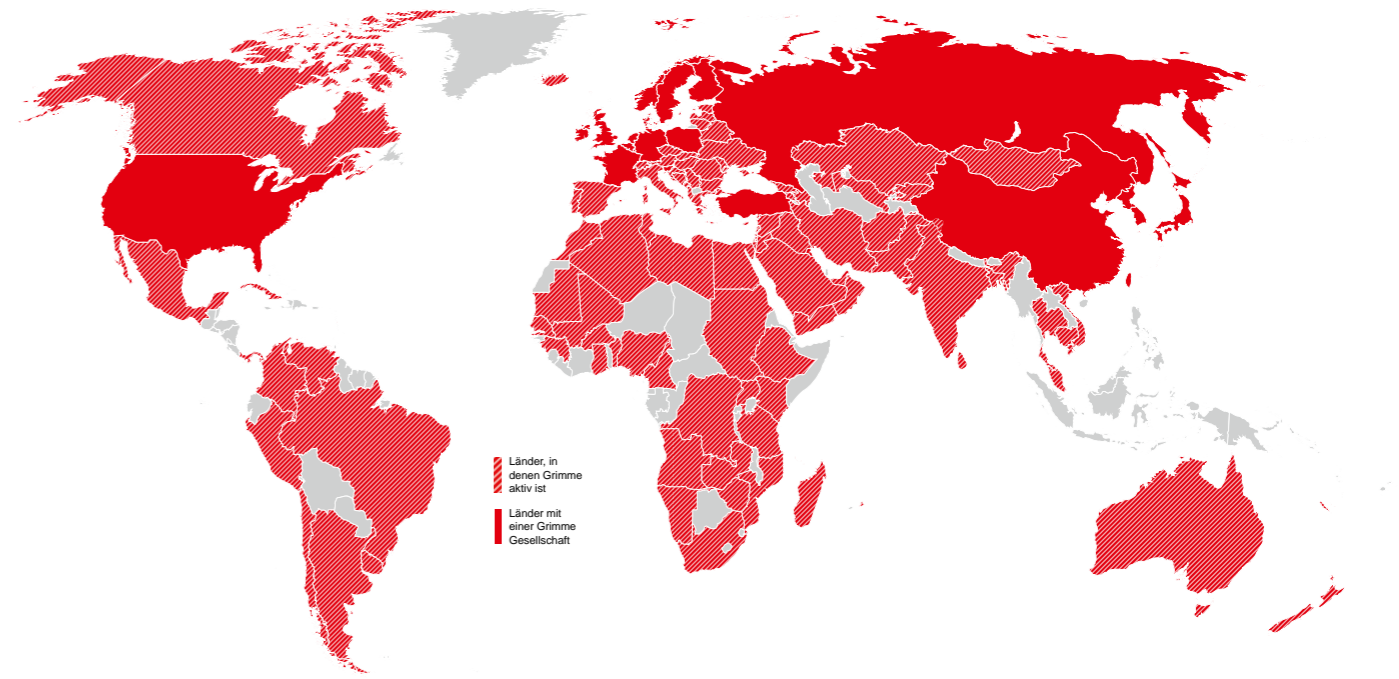 Länder, in
denen Grimme
aktiv ist
Länder mit
einer Grimme
Gesellschaft